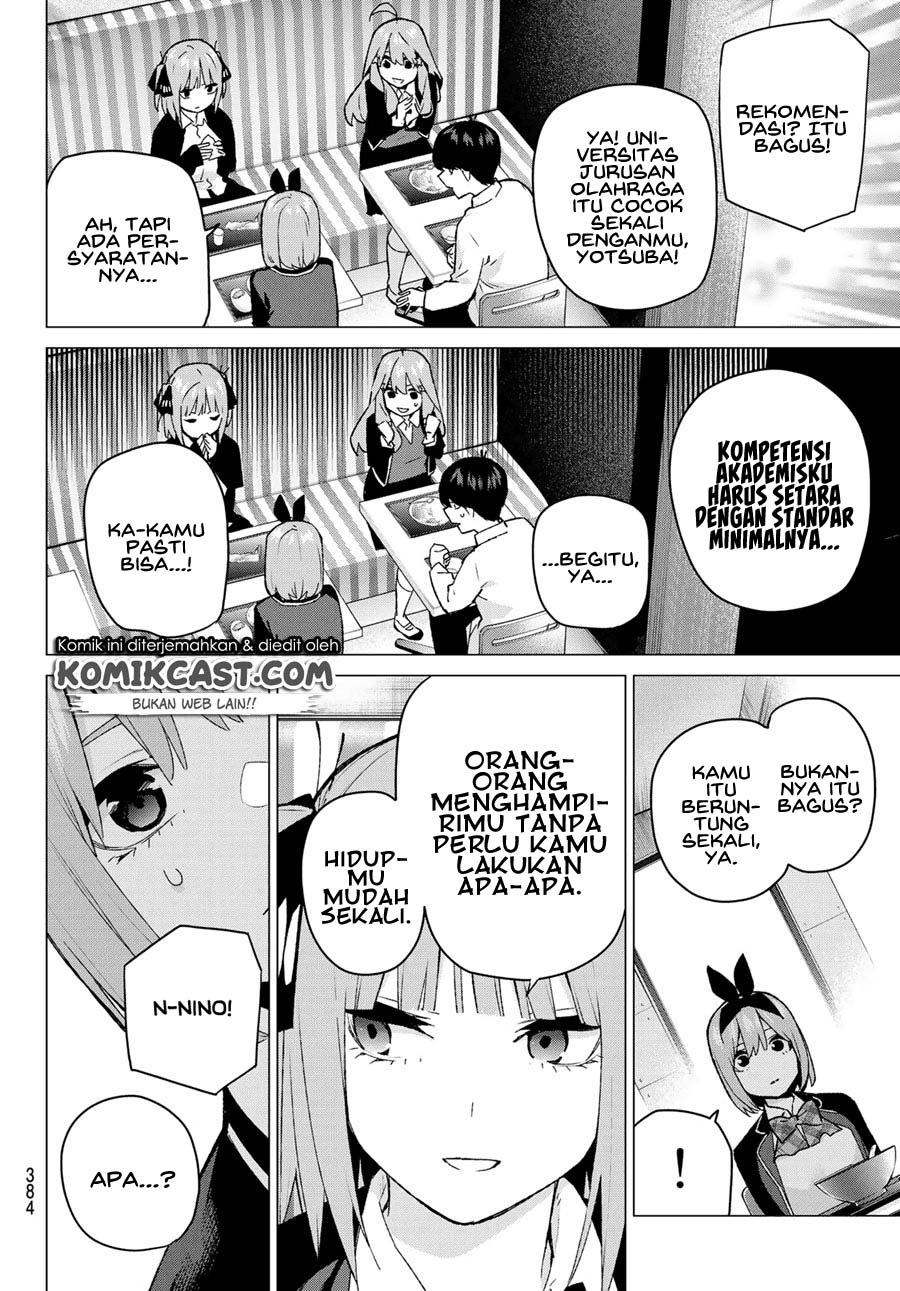 REKOMEN-
DASI? ITU
BAGUS!
YA! UNI-
VERSITAS
JURUSAN
OLAHRAGA
ITU COCOK
SEKALI
DENGANMU,
YOTSUBA!
AH, TAPI
ADA PER-
SYARATAN-
NYA...
KOMPETENSI
AKADEMISKU
HARUS SETARA
DENGAN STANDAR
MINIMALNYA...
...BEGITU,
YA...
KA-KAMU
PASTI
BISA...!
Komik ini diterjemahkan & diedit oleh
KOMIKCAST.COM
BUKAN WEB LAIN!!
BUKAN-
NYA ITU
BAGUS?
KAMU
ITU
BERUN-
TUNG
SEKALI,
YA.
!
ORANG-
ORANG
MENGHAMPI-
RIMU TANPA
PERLU KAMU
LAKUKAN
APA-APA.
HIDUP-
MU
MUDAH
SEKALI.
N-NINO!
APA...?
384